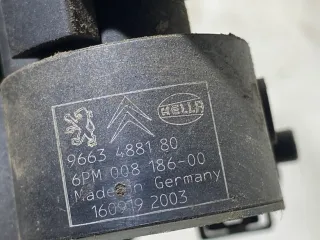 HELLA
9663 4881 80
6PM 008 186-00
Made in Germany
160919 2003